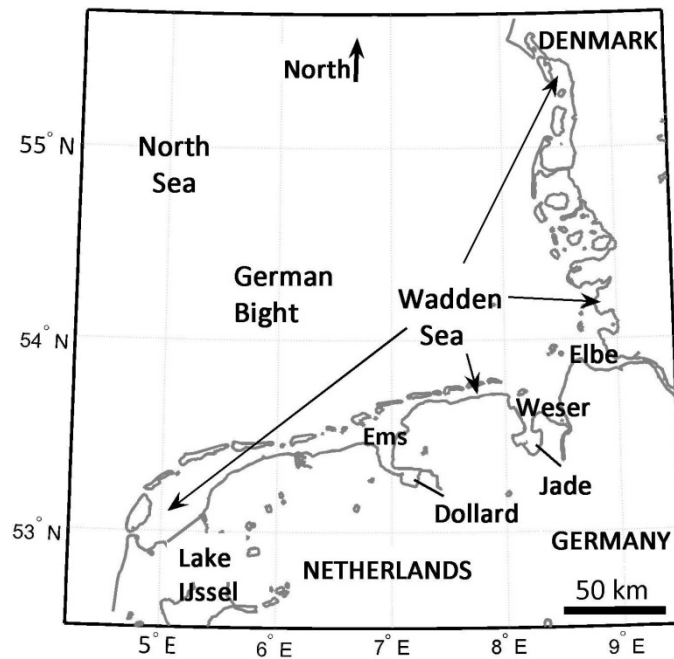 DENMARK
North
55° N
North
Sea
German
Bight
Wadden
Sea
54° N
Elbe
Weser
Ems
Jade
Dollard
53° N
GERMANY
Lake
IJssel
NETHERLANDS
50 km
5° E
6° E
7° E
8° E
9° E